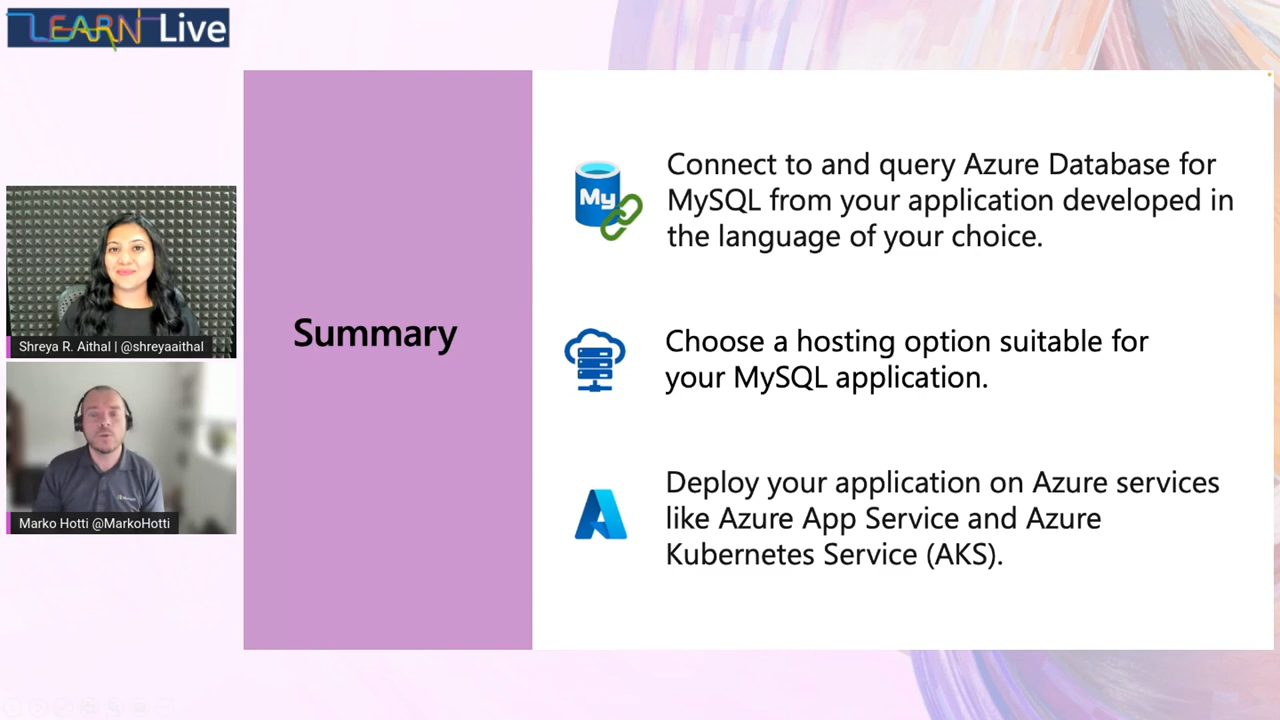 LEARN Live
Shreya R. Aithal | @shreyaaithal
Marko Hotti @MarkoHotti
Summary
My
Connect to and query Azure Database for
MySQL from your application developed in
the language of your choice.
Choose a hosting option suitable for
your MySQL application.
Deploy your application on Azure services
like Azure App Service and Azure
Kubernetes Service (AKS).